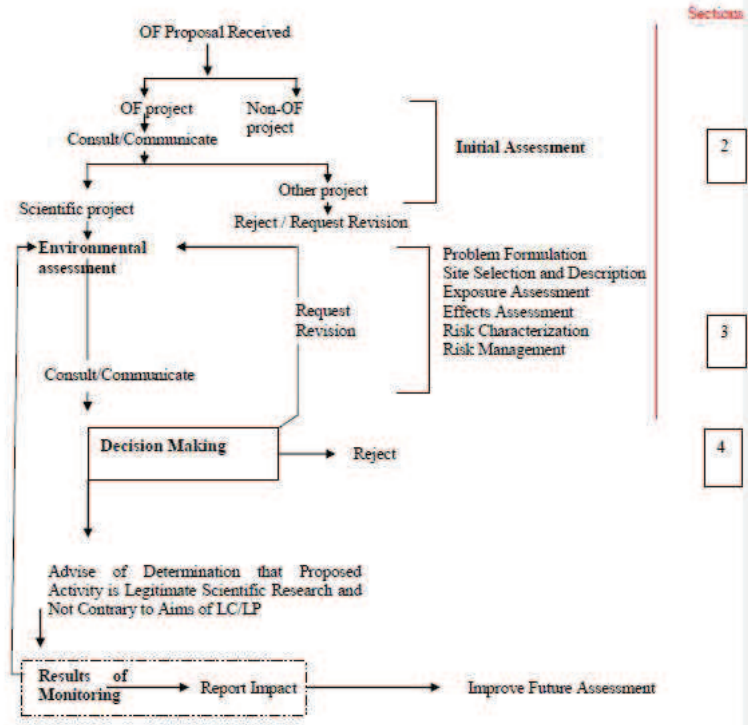 Sections
OF Proposal Received
OF project
Non-OF
project
Consult/Communicate
Initial Assessment
2
Other project
Scientific project
Reject / Request Revision
Environmental
assessment
Problem Formulation
Site Selection and Description
Exposure Assessment
Effects Assessment
Risk Characterization
Risk Management
Request
Revision
3
Consult/Communicate
Decision Making
Reject
4
Advise of Determination that Proposed
Activity is Legitimate Scientific Research and
Not Contrary to Aims of LC/LP
Results of
Monitoring
Report Impact
Improve Future Assessment